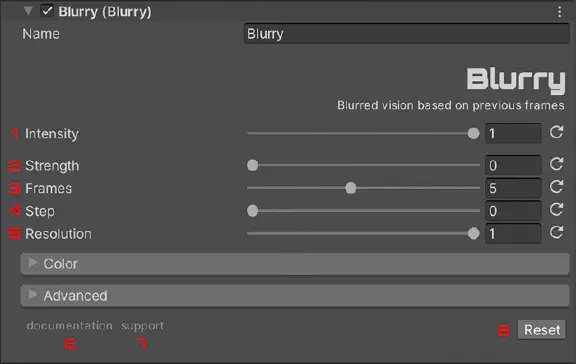 Blurry (Blurry)
Name Blurry
Blurry
Blurred vision based on previous frames
1 Intensity 1
2 Strength 0
3 Frames 5
4 Step 0
5 Resolution 1
Color
Advanced
documentation support 8 Reset
6 7